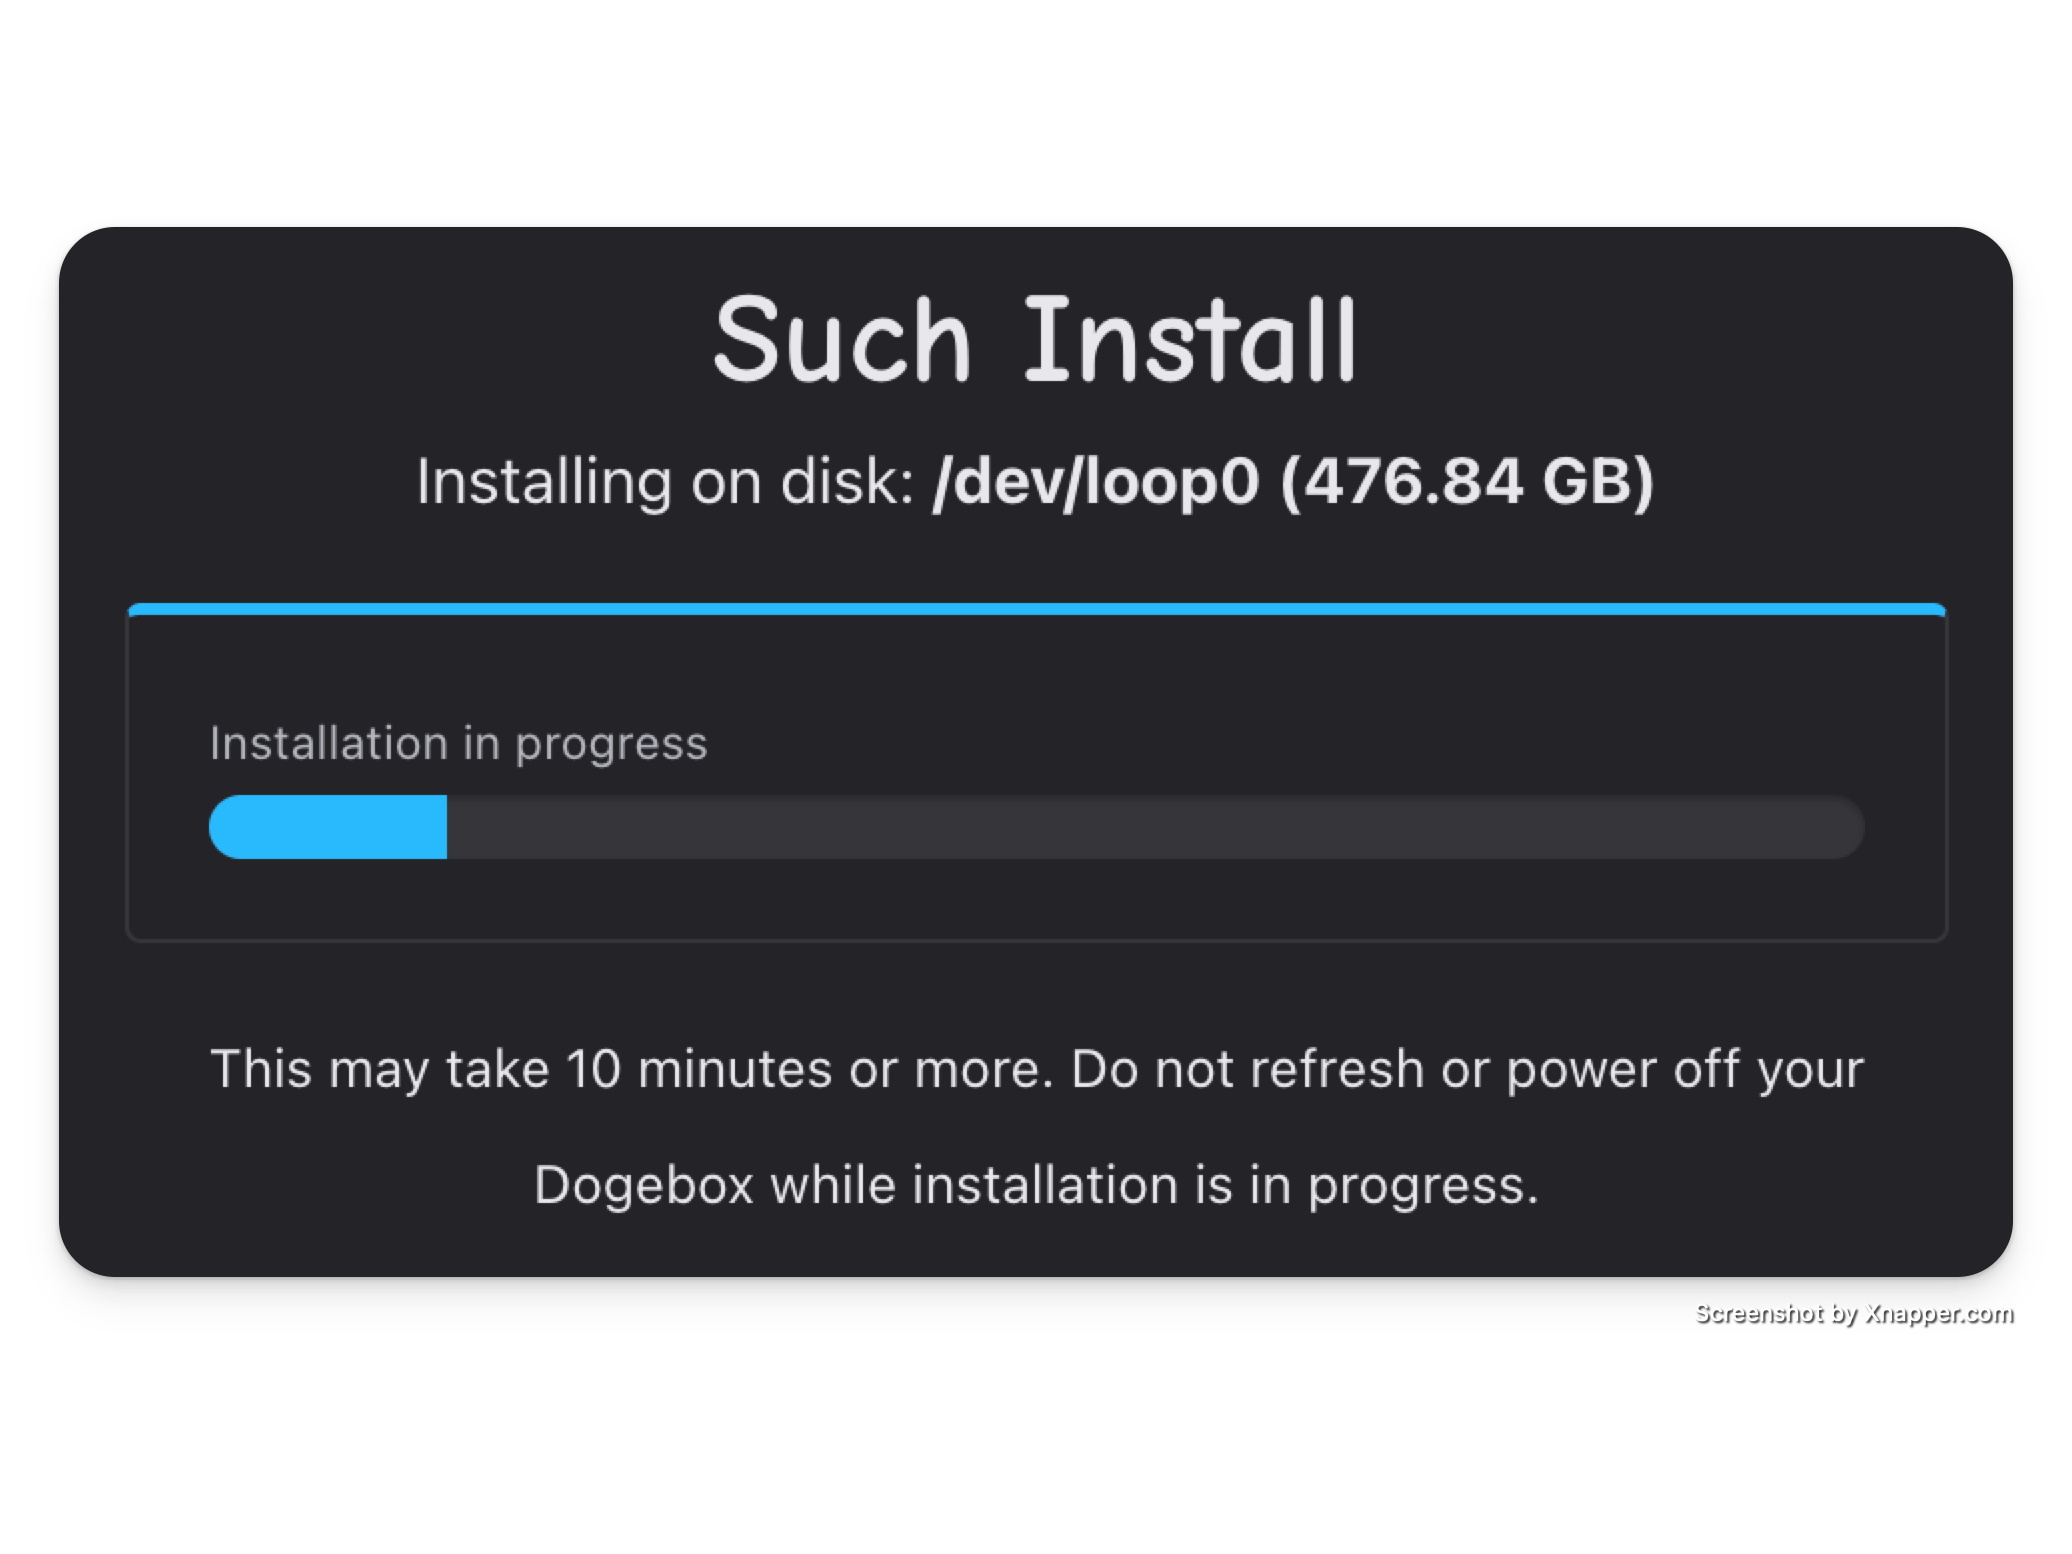 Such Install
Installing on disk: /dev/loop0 (476.84 GB)
Installation in progress
This may take 10 minutes or more. Do not refresh or power off your
Dogebox while installation is in progress.
Screenshot by Xnapper.com